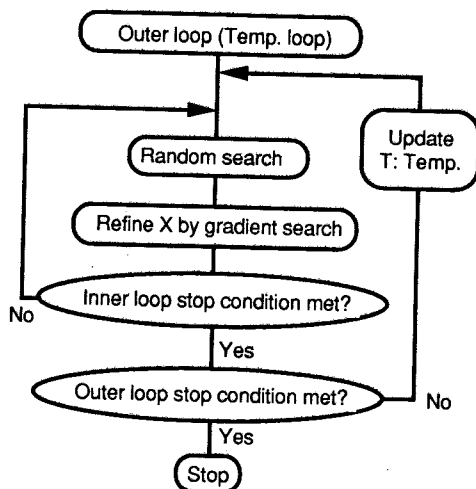 Outer loop (Temp. loop)
Update
T: Temp.
Random search
Refine X by gradient search
Inner loop stop condition met?
No
Yes
Outer loop stop condition met?
No
Yes
Stop